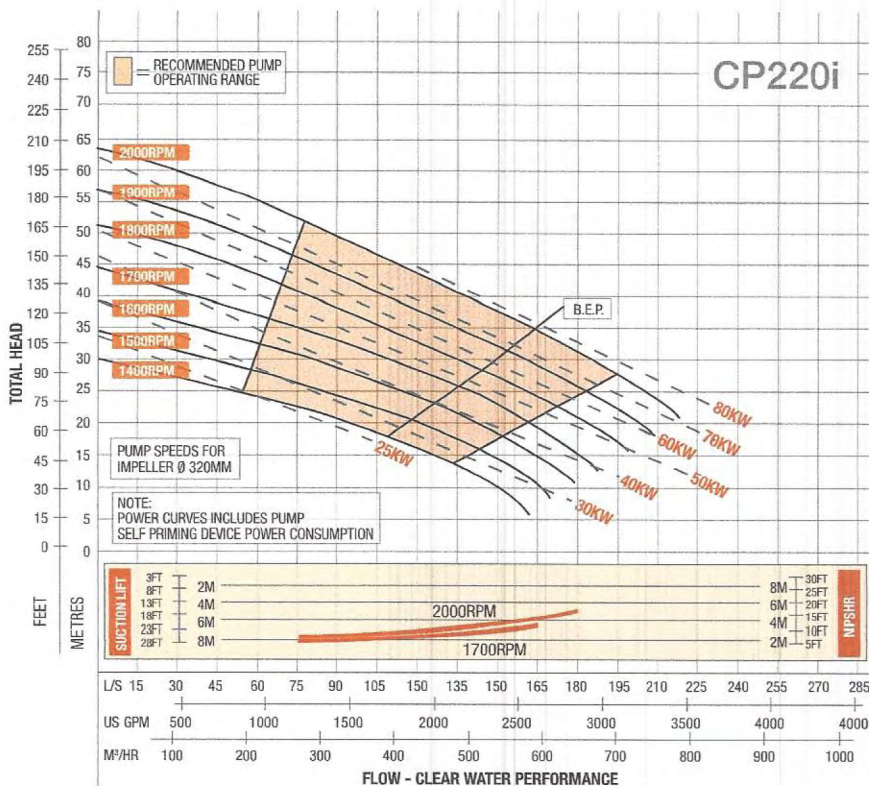 CP220i
= RECOMMENDED PUMP
OPERATING RANGE
TOTAL HEAD
FEET
METRES
255
240
225
210
195
180
165
150
135
120
105
90
75
60
45
30
15
0
80
75
70
65
60
55
50
45
40
35
30
25
20
15
10
5
0
2000RPM
1900RPM
1800RPM
1700RPM
1600RPM
1500RPM
1400RPM
B.E.P.
80KW
70KW
60KW
50KW
40KW
30KW
25KW
PUMP SPEEDS FOR
IMPELLER Ø 320MM
NOTE:
POWER CURVES INCLUDES PUMP
SELF PRIMING DEVICE POWER CONSUMPTION
SUCTION LIFT
3FT
8FT
13FT
18FT
23FT
28FT
2M
4M
6M
8M
2000RPM
1700RPM
8M
6M
4M
2M
30FT
25FT
20FT
15FT
10FT
5FT
NPSHR
L/S 15 30 45 60 75 90 105 120 135 150 165 180 195 210 225 240 255 270 285
US GPM 500 1000 1500 2000 2500 3000 3500 4000 4000
M³/HR 100 200 300 400 500 600 700 800 900 1000
FLOW - CLEAR WATER PERFORMANCE